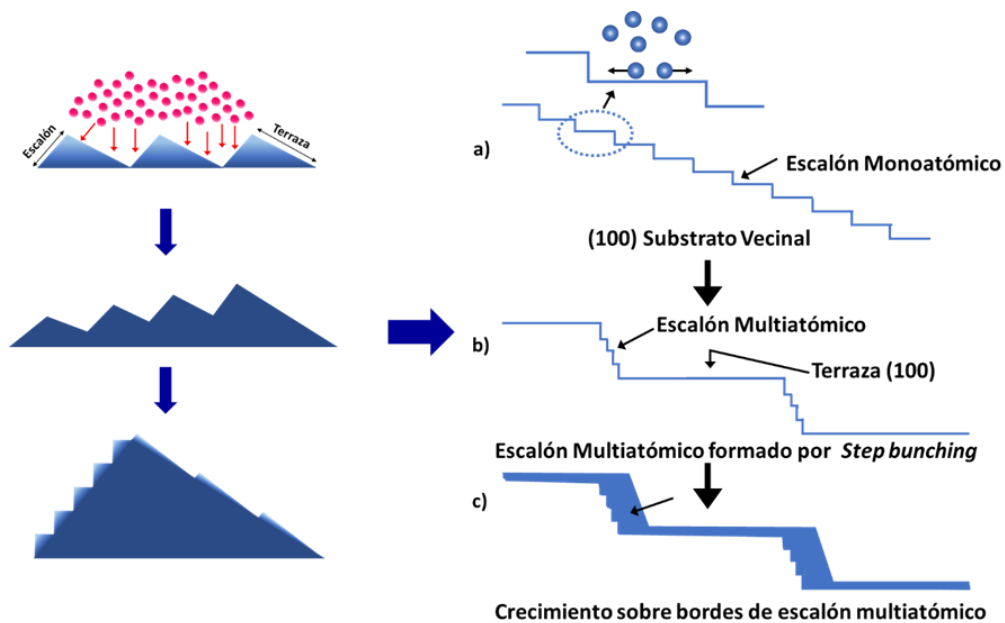 Escalón
Terraza
a)
Escalón Monoatómico
(100) Substrato Vecinal
Escalón Multiatómico
b)
Terraza (100)
Escalón Multiatómico formado por Step bunching
c)
Crecimiento sobre bordes de escalón multiatómico